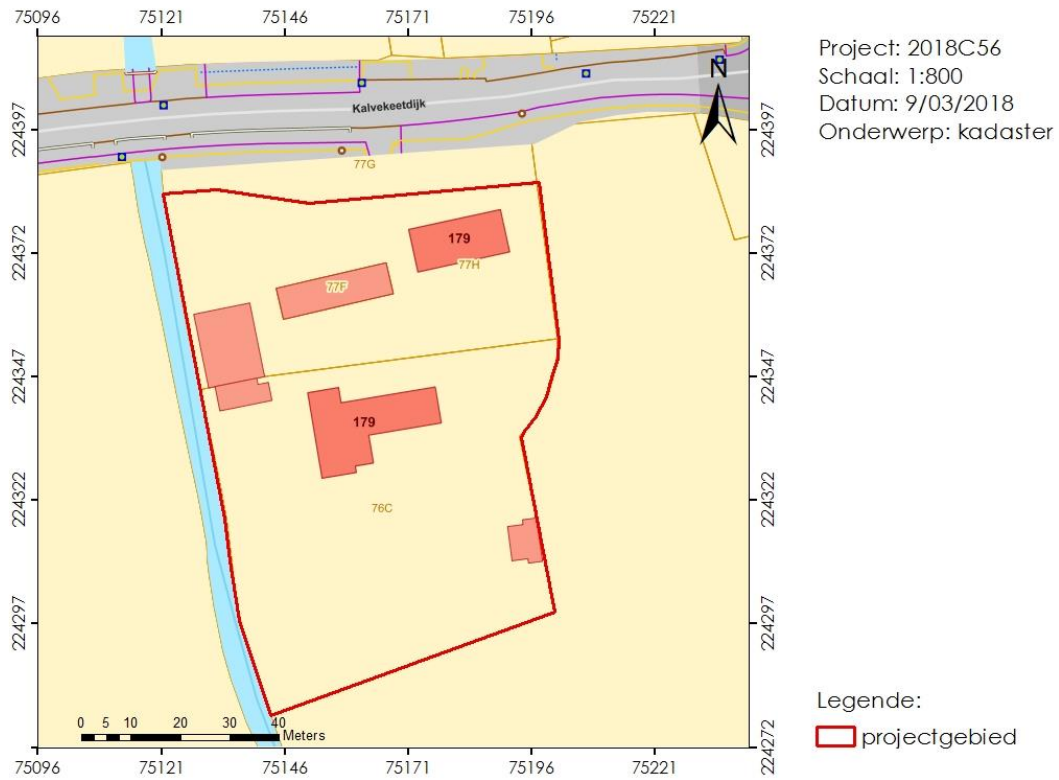 75096 75121 75146 75171 75196 75221
Project: 2018C56
Schaal: 1:800
Datum: 9/03/2018
Onderwerp: kadaster
N
Kalvekeetdijk
224397 224397
77G
179
224372 224372
77H
77F
224347 224347
179
224322 224322
76C
224297 224297
Legende:
projectgebied
0 5 10 20 30 40
Meters
224272 224272
75096 75121 75146 75171 75196 75221